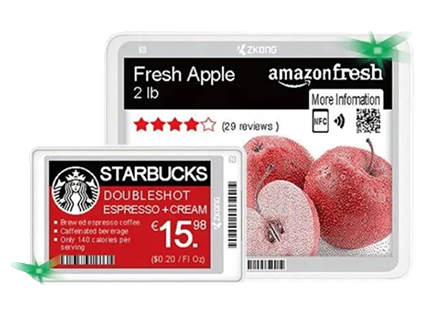 ZKONG
Fresh Apple
2 lb
amazonfresh
More Infomation
NFC
(29 reviews )
STARBUCKS
DOUBLESHOT
ESPRESSO + CREAM
Brewed espresso coffee
Caffeinated beverage
Only 140 calories per
serving
€15.98
($0.20 / Fl Oz)